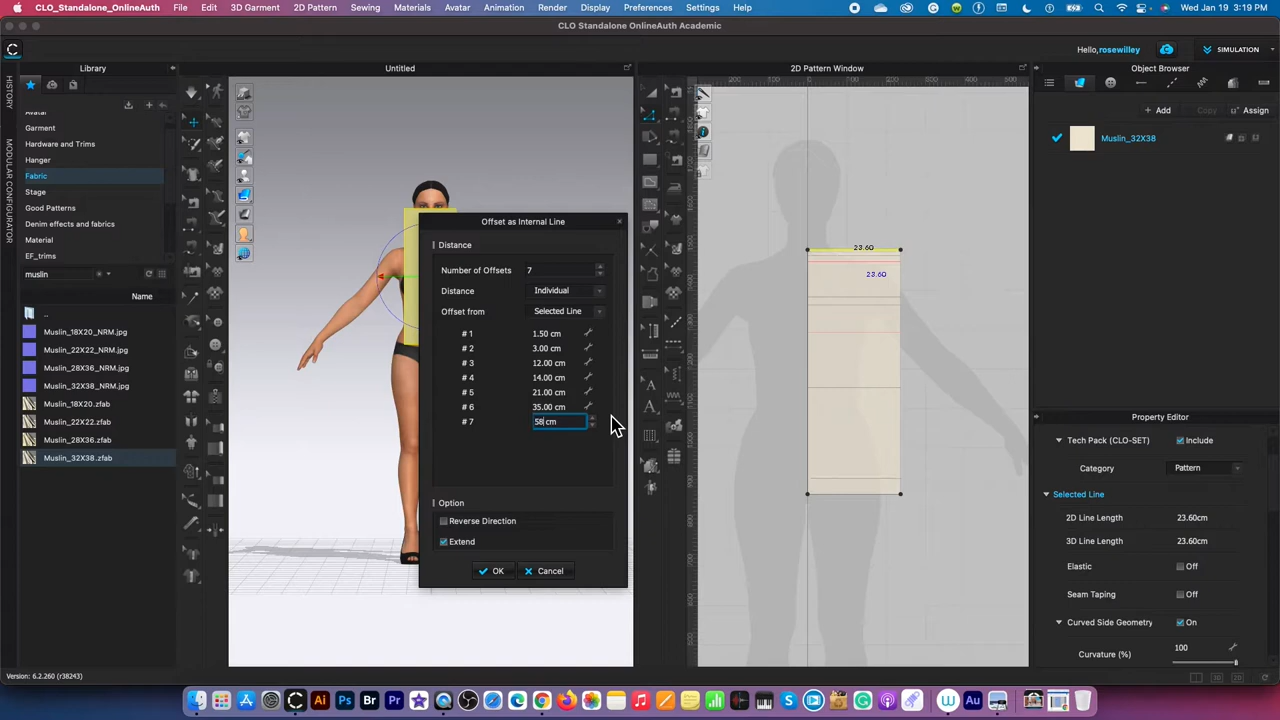 CLO_Standalone_OnlineAuth File Edit 3D Garment 2D Pattern Sewing Materials Avatar Animation Render Display Preferences Settings Help Wed Jan 19 3:19 PM
CLO Standalone OnlineAuth Academic
Hello, rosewilley SIMULATION
Library Untitled 2D Pattern Window Object Browser
HISTORY
MODULAR CONFIGURATOR
Avatar
Garment
Hardware and Trims
Hanger
Fabric
Stage
Good Patterns
Denim effects and fabrics
Material
EF_trims
muslin
Name
..
Muslin_18X20_NRM.jpg
Muslin_22X22_NRM.jpg
Muslin_28X36_NRM.jpg
Muslin_32X38_NRM.jpg
Muslin_18X20.zfab
Muslin_22X22.zfab
Muslin_28X36.zfab
Muslin_32X38.zfab
Version: 6.2.260 (r38243)
Offset as Internal Line
Distance
Number of Offsets 7
Distance Individual
Offset from Selected Line
# 1 1.50 cm
# 2 3.00 cm
# 3 12.00 cm
# 4 14.00 cm
# 5 21.00 cm
# 6 35.00 cm
# 7 58 cm
Option
Reverse Direction
Extend
OK Cancel
23.60
23.60
Add Copy Assign
Muslin_32X38
Property Editor
Tech Pack (CLO-SET) Include
Category Pattern
Selected Line
2D Line Length 23.60cm
3D Line Length 23.60cm
Elastic Off
Seam Taping Off
Curved Side Geometry On
Curvature (%) 100